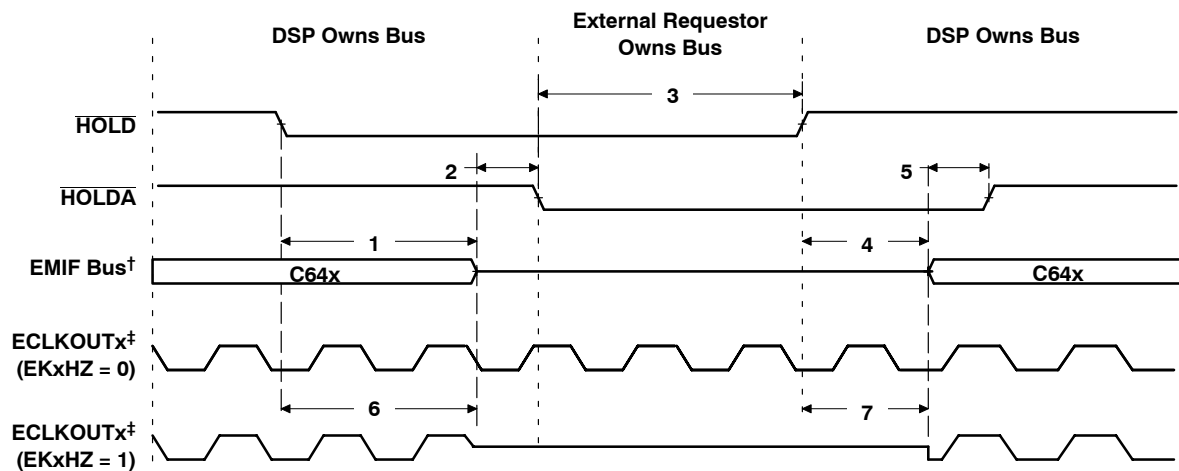 DSP Owns Bus
External Requestor
Owns Bus
DSP Owns Bus
HOLD
3
HOLDA
2
5
1
4
EMIF Bus†
C64x
C64x
ECLKOUTx‡
(EKxHZ = 0)
6
7
ECLKOUTx‡
(EKxHZ = 1)